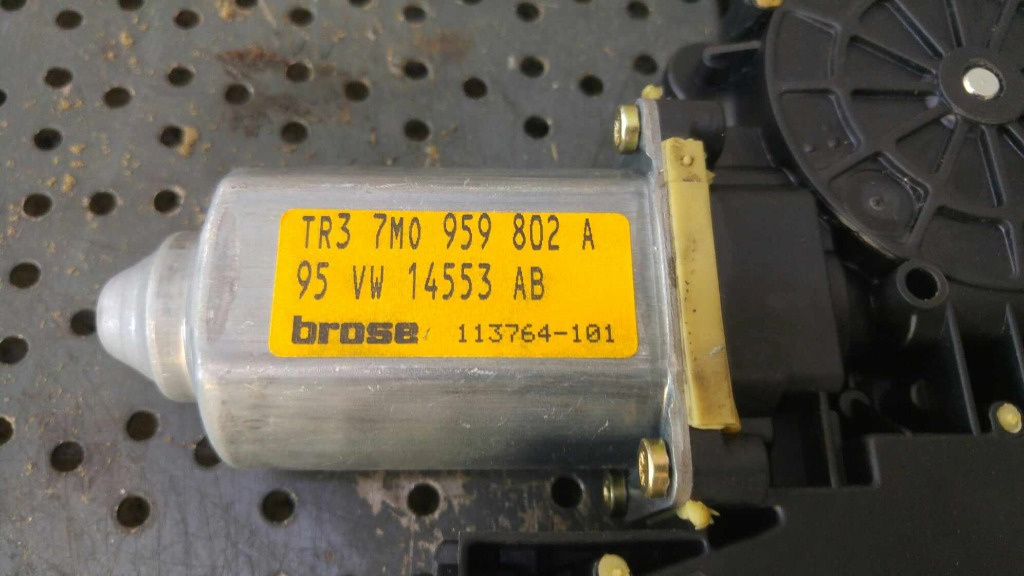 TR3 7M0 959 802 A
95 VW 14553 AB
brose 113764-101